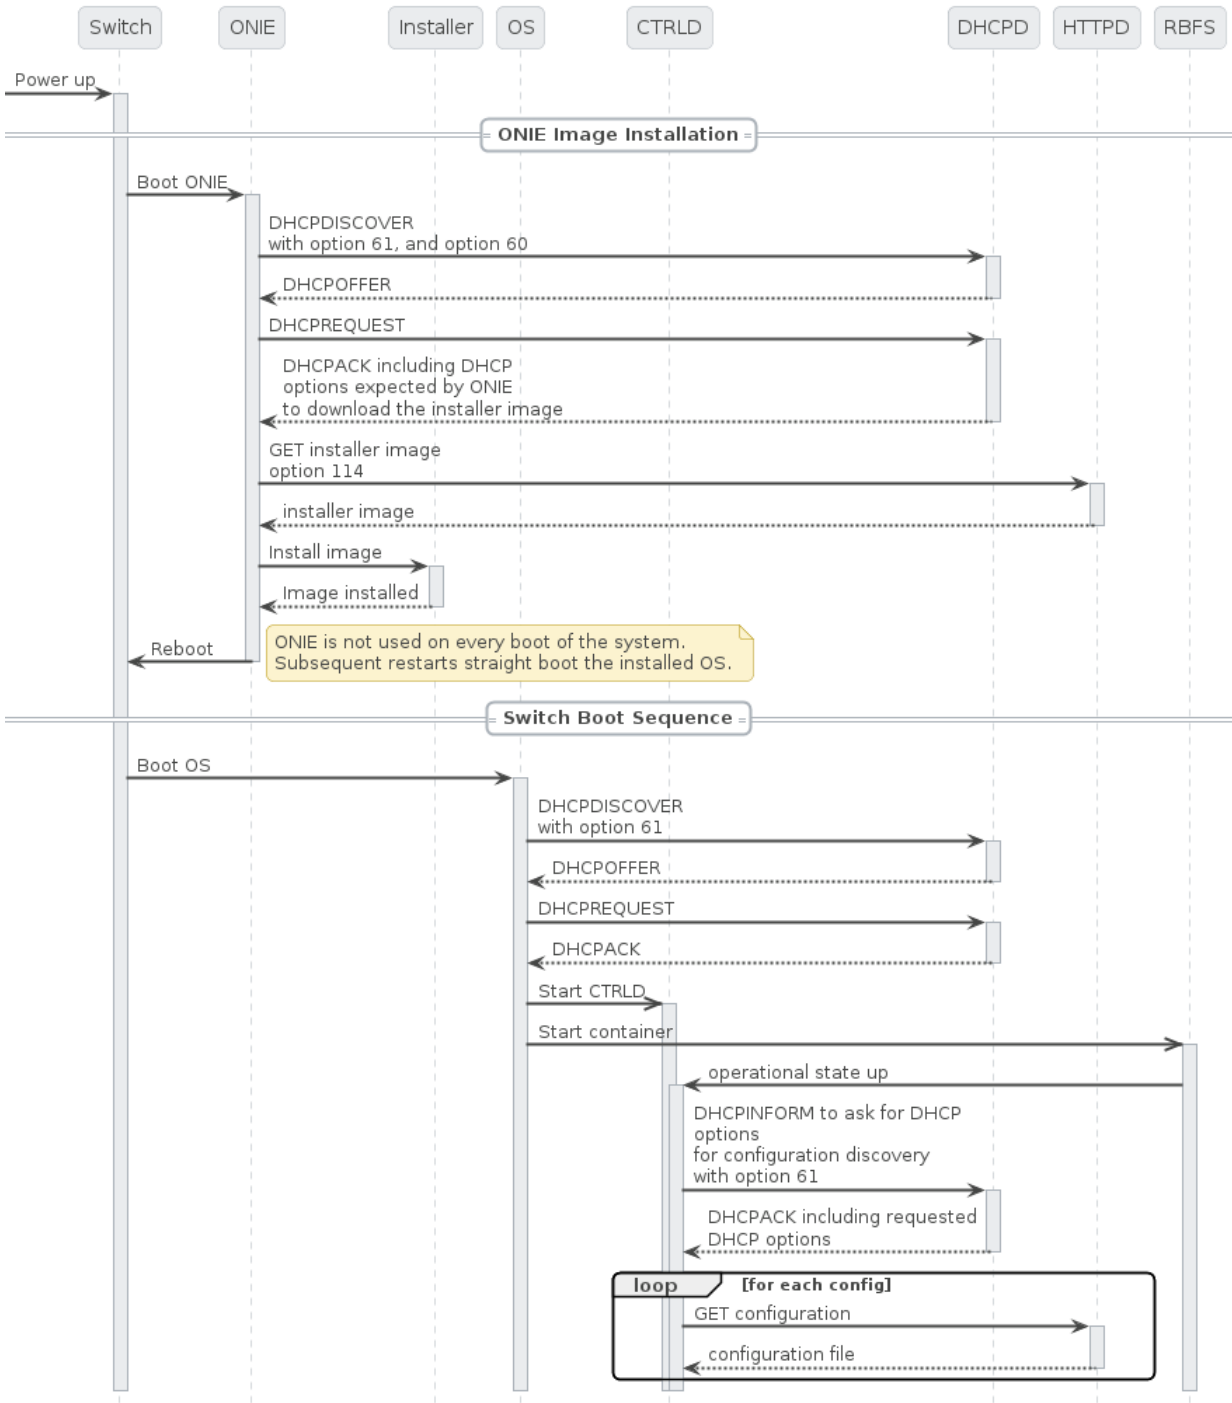 Switch ONIE Installer OS CTRLD DHCPD HTTPD RBFS
Power up
ONIE Image Installation
Boot ONIE
DHCPDISCOVER
with option 61, and option 60
DHCPOFFER
DHCPREQUEST
DHCPACK including DHCP
options expected by ONIE
to download the installer image
GET installer image
option 114
installer image
Install image
Image installed
ONIE is not used on every boot of the system.
Subsequent restarts straight boot the installed OS.
Reboot
Switch Boot Sequence
Boot OS
DHCPDISCOVER
with option 61
DHCPOFFER
DHCPREQUEST
DHCPACK
Start CTRLD
Start container
operational state up
DHCPINFORM to ask for DHCP
options
for configuration discovery
with option 61
DHCPACK including requested
DHCP options
loop [for each config]
GET configuration
configuration file